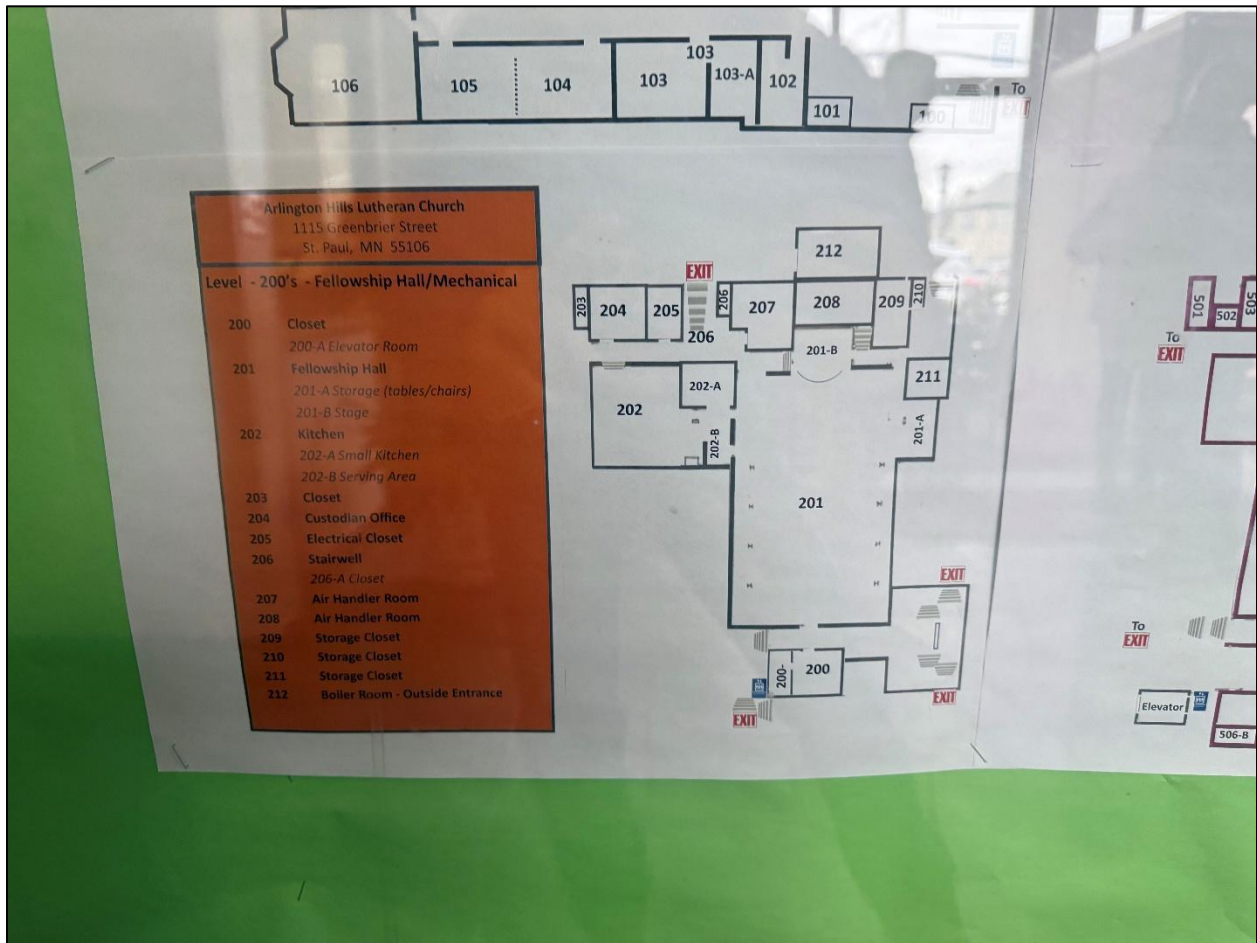 106
105
104
103
103
103-A
102
101
100
To
EXIT
Arlington Hills Lutheran Church
1115 Greenbrier Street
St. Paul, MN 55106
Level - 200's - Fellowship Hall/Mechanical
200 Closet
200-A Elevator Room
201 Fellowship Hall
201-A Storage (tables/chairs)
201-B Stage
202 Kitchen
202-A Small Kitchen
202-B Serving Area
203 Closet
204 Custodian Office
205 Electrical Closet
206 Stairwell
206-A Closet
207 Air Handler Room
208 Air Handler Room
209 Storage Closet
210 Storage Closet
211 Storage Closet
212 Boiler Room - Outside Entrance
212
EXIT
203
204
205
206
206
207
208
209
210
201-B
211
202
202-A
202-B
201-A
201
EXIT
200-
200
EXIT
EXIT
501
502
503
To
EXIT
To
EXIT
Elevator
506-B